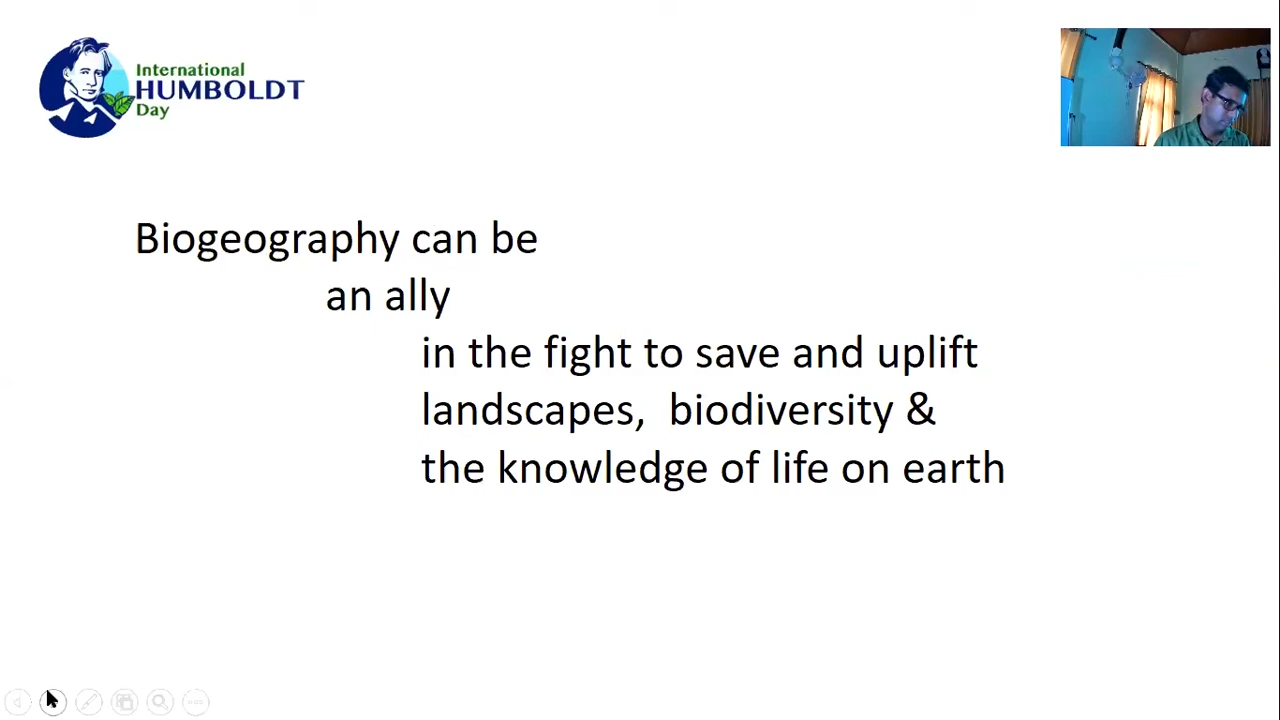 International
HUMBOLDT
Day
Biogeography can be
an ally
in the fight to save and uplift
landscapes, biodiversity &
the knowledge of life on earth